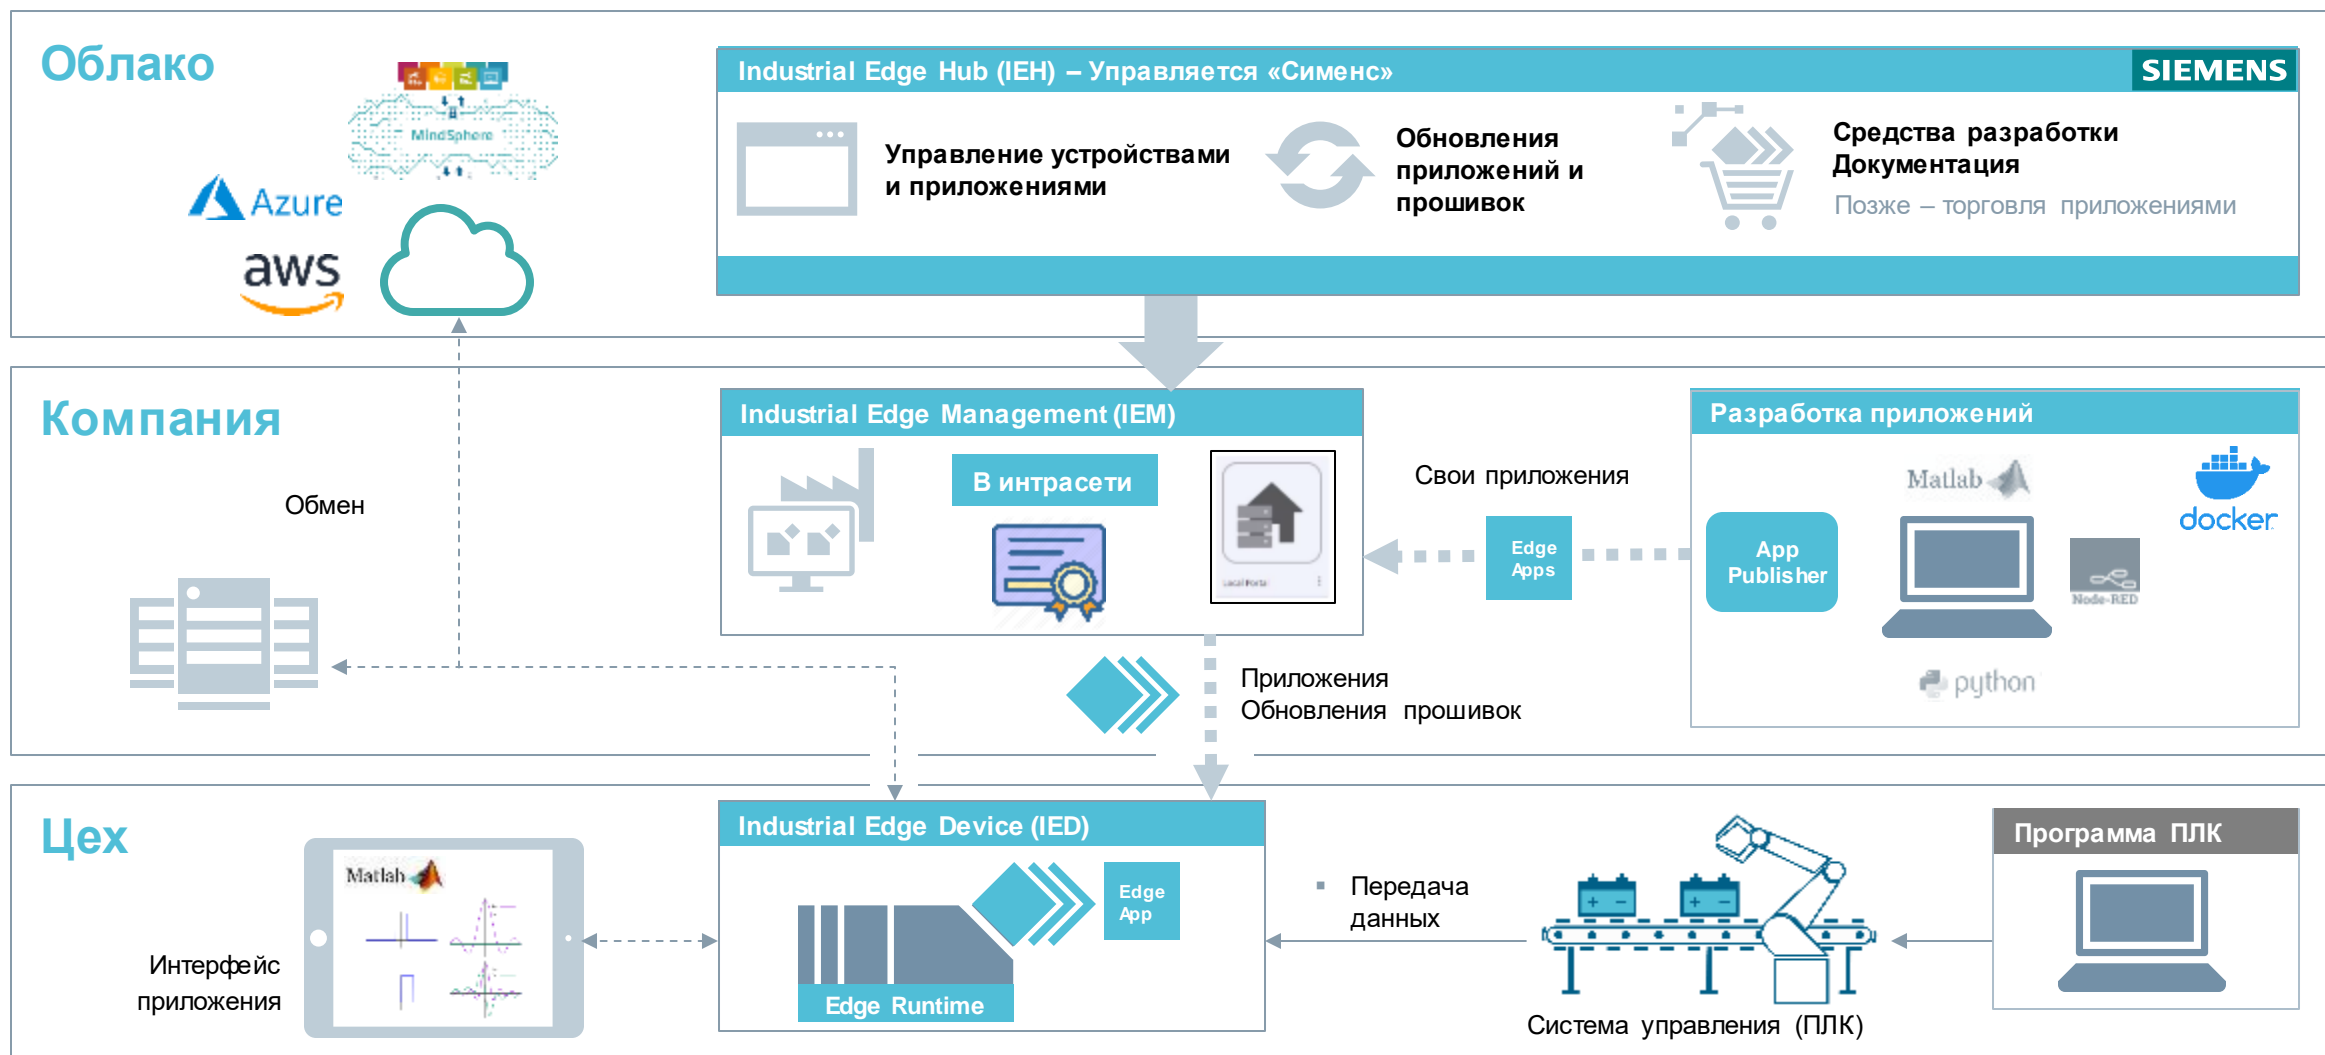 Облако
MindSphere
Azure
aws
Industrial Edge Hub (IEH) – Управляется «Сименс»
SIEMENS
Управление устройствами
и приложениями
Обновления
приложений и
прошивок
Средства разработки
Документация
Позже – торговля приложениями
Компания
Обмен
Industrial Edge Management (IEM)
В интрасети
Local Portal
Свои приложения
Edge
Apps
Разработка приложений
App
Publisher
Matlab
docker
Node-RED
python
Приложения
Обновления прошивок
Цех
Matlab
Интерфейс
приложения
Industrial Edge Device (IED)
Edge
App
Edge Runtime
▪ Передача
данных
Система управления (ПЛК)
Программа ПЛК